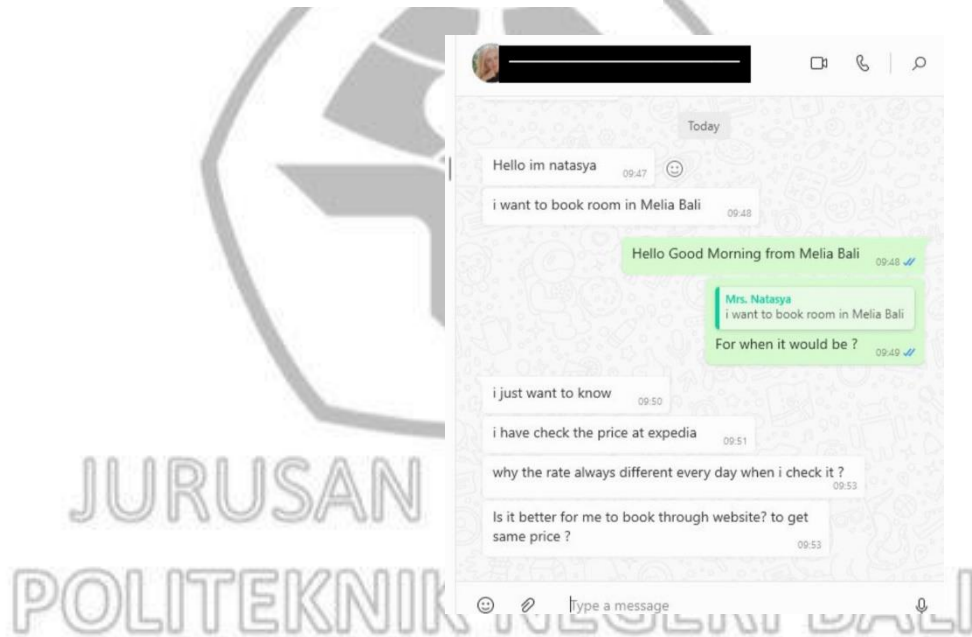 Today
Hello im natasya 09:47
i want to book room in Melia Bali 09:48
Hello Good Morning from Melia Bali 09:48
Mrs. Natasya
i want to book room in Melia Bali
For when it would be ? 09:49
i just want to know 09:50
i have check the price at expedia 09:51
why the rate always different every day when i check it ?
09:53
Is it better for me to book through website? to get
same price ? 09:53
Type a message
JURUSAN
POLITEKNIK NEGERI BALI